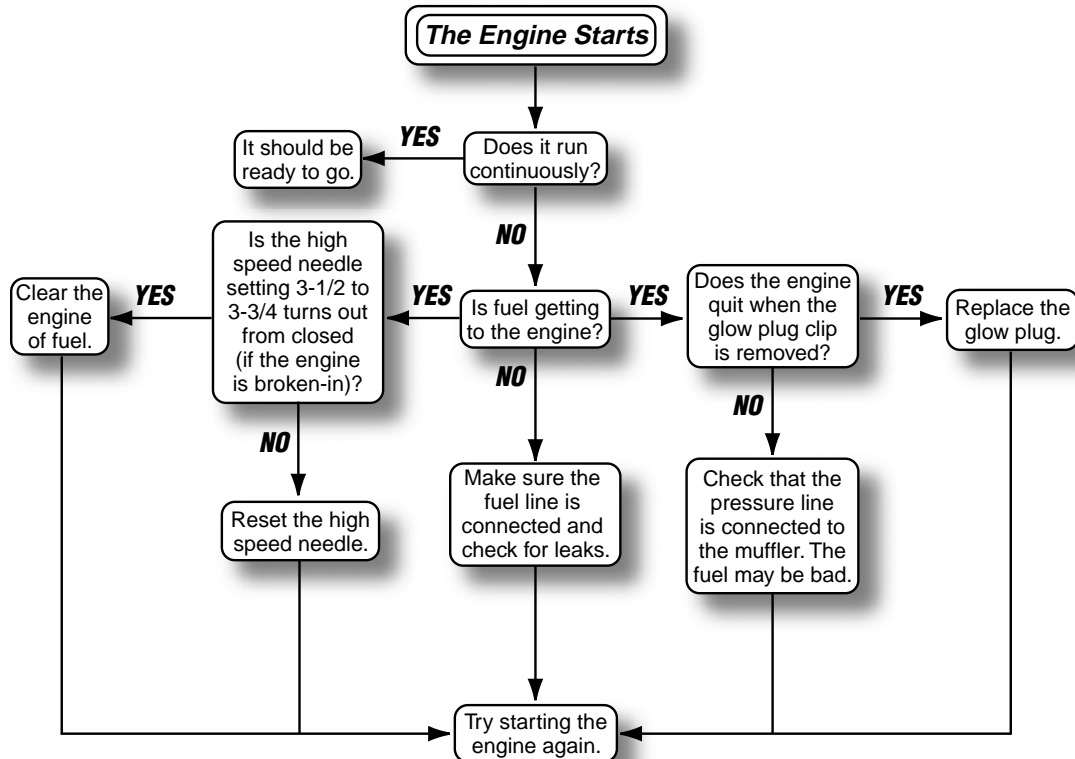 The Engine Starts
YES
It should be
ready to go.
Does it run
continuously?
NO
Is the high
speed needle
setting 3-1/2 to
3-3/4 turns out
from closed
(if the engine
is broken-in)?
Clear the
engine
of fuel.
YES
YES
Is fuel getting
to the engine?
YES
Does the engine
quit when the
glow plug clip
is removed?
YES
Replace the
glow plug.
NO
NO
NO
Reset the high
speed needle.
Make sure the
fuel line is
connected and
check for leaks.
Check that the
pressure line
is connected to
the muffler. The
fuel may be bad.
Try starting the
engine again.